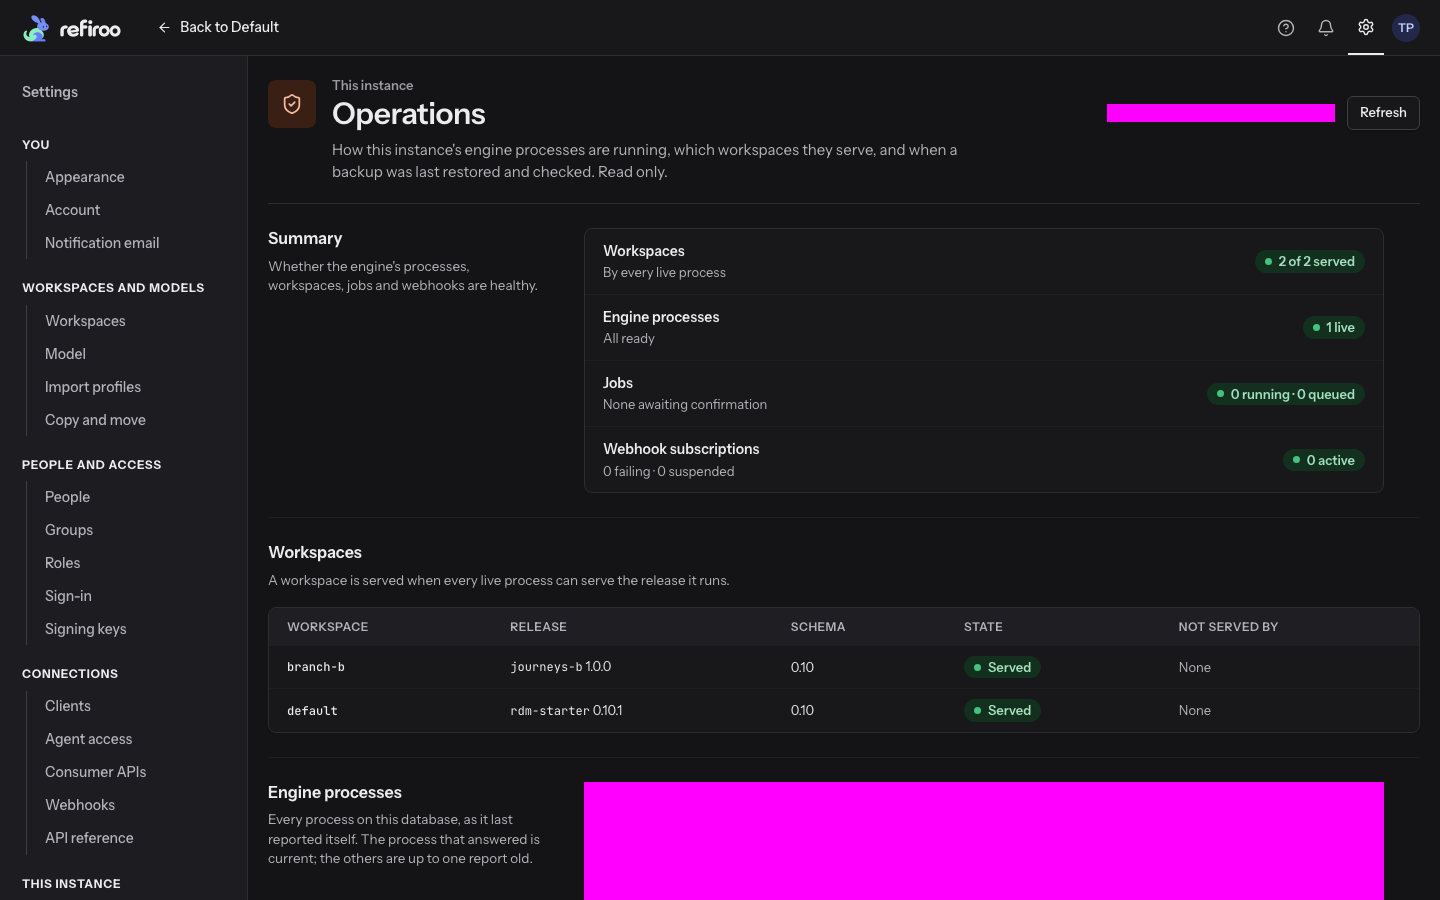 refiroo
Back to Default
TP
Settings
YOU
Appearance
Account
Notification email
WORKSPACES AND MODELS
Workspaces
Model
Import profiles
Copy and move
PEOPLE AND ACCESS
People
Groups
Roles
Sign-in
Signing keys
CONNECTIONS
Clients
Agent access
Consumer APIs
Webhooks
API reference
THIS INSTANCE
This instance
Operations
How this instance's engine processes are running, which workspaces they serve, and when a
backup was last restored and checked. Read only.
Refresh
Summary
Whether the engine's processes,
workspaces, jobs and webhooks are healthy.
Workspaces
By every live process
2 of 2 served
Engine processes
All ready
1 live
Jobs
None awaiting confirmation
0 running · 0 queued
Webhook subscriptions
0 failing · 0 suspended
0 active
Workspaces
A workspace is served when every live process can serve the release it runs.
WORKSPACE RELEASE SCHEMA STATE NOT SERVED BY
branch-b journeys-b 1.0.0 0.10 Served None
default rdm-starter 0.10.1 0.10 Served None
Engine processes
Every process on this database, as it last
reported itself. The process that answered is
current; the others are up to one report old.